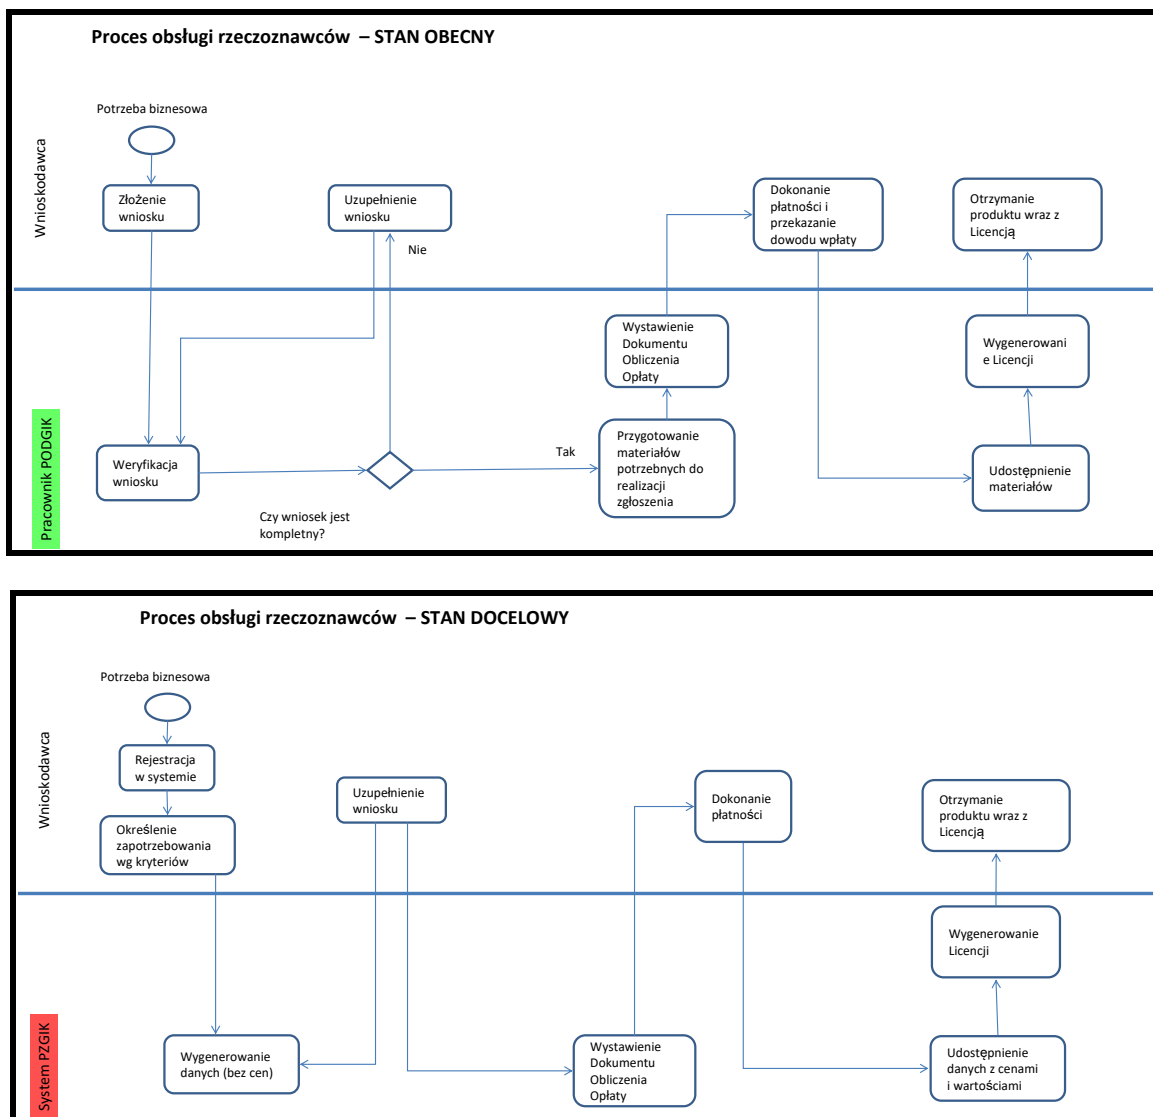 Proces obsługi rzeczoznawców – STAN OBECNY
Potrzeba biznesowa
Wnioskodawca
Złożenie
wniosku
Uzupełnienie
wniosku
Nie
Dokonanie
płatności i
przekazanie
dowodu wpłaty
Otrzymanie
produktu wraz z
Licencją
Wystawienie
Dokumentu
Obliczenia
Opłaty
Wygenerowani
e Licencji
Pracownik PODGIK
Weryfikacja
wniosku
Czy wniosek jest
kompletny?
Tak
Przygotowanie
materiałów
potrzebnych do
realizacji
zgłoszenia
Udostępnienie
materiałów
Proces obsługi rzeczoznawców – STAN DOCELOWY
Potrzeba biznesowa
Wnioskodawca
Rejestracja
w systemie
Określenie
zapotrzebowania
wg kryteriów
Uzupełnienie
wniosku
Dokonanie
płatności
Otrzymanie
produktu wraz z
Licencją
Wygenerowanie
Licencji
System PZGIK
Wygenerowanie
danych (bez cen)
Wystawienie
Dokumentu
Obliczenia
Opłaty
Udostępnienie
danych z cenami
i wartościami